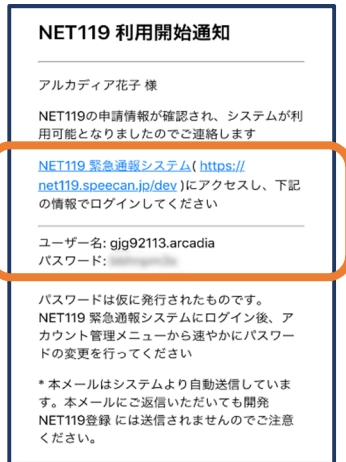 NET119 利用開始通知
アルカディア花子 様
NET119の申請情報が確認され、システムが利
用可能となりましたのでご連絡します
NET119 緊急通報システム( https://
net119.speecan.jp/dev )にアクセスし、下記
の情報でログインしてください
ユーザー名: gjg92113.arcadia
パスワード:
パスワードは仮に発行されたものです。
NET119 緊急通報システムにログイン後、ア
カウント管理メニューから速やかにパスワー
ドの変更を行ってください
* 本メールはシステムより自動送信していま
す。本メールにご返信いただいても開発
NET119登録 には送信されませんのでご注意
ください。